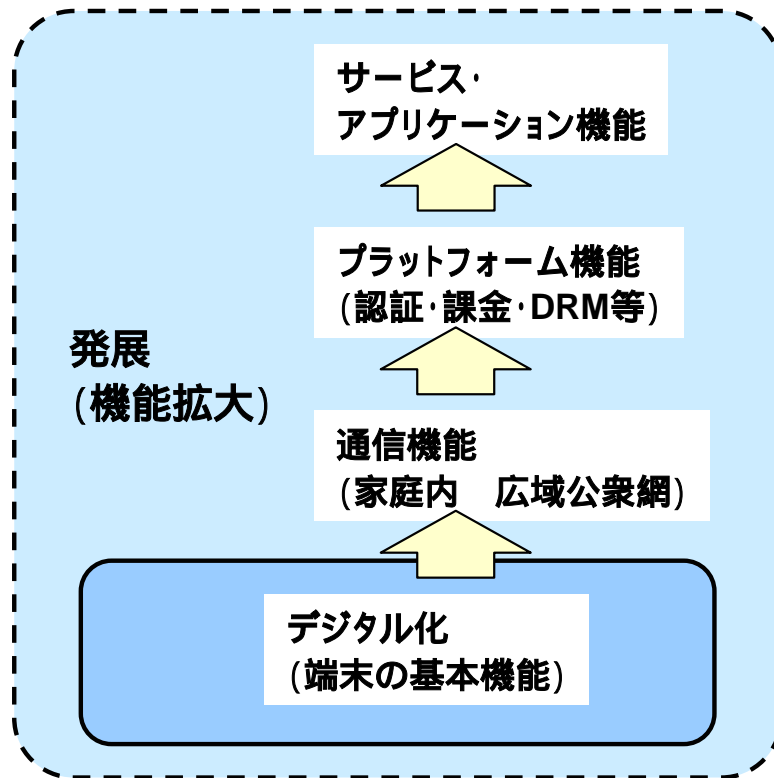 サービス・
アプリケーション機能
プラットフォーム機能
(認証・課金・DRM等)
発展
(機能拡大)
通信機能
(家庭内　広域公衆網)
デジタル化
(端末の基本機能)